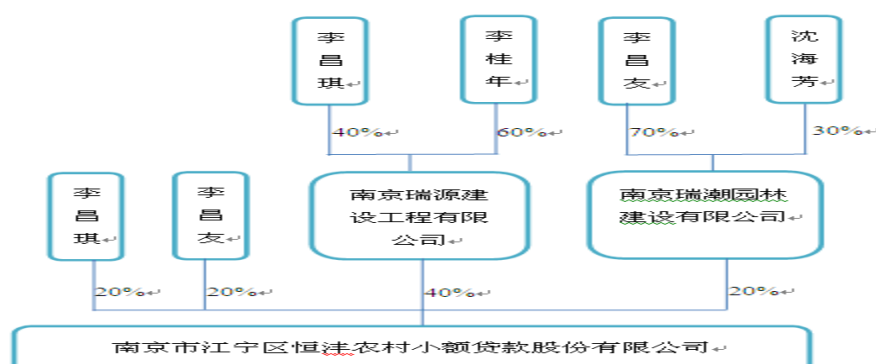 李
昌
琪
李
桂
年
李
昌
友
沈
海
芳
40%
60%
70%
30%
李
昌
琪
李
昌
友
南京瑞源建
设工程有限
公司
南京瑞潮园林
建设有限公司
20%
20%
40%
20%
南京市江宁区恒沣农村小额贷款股份有限公司